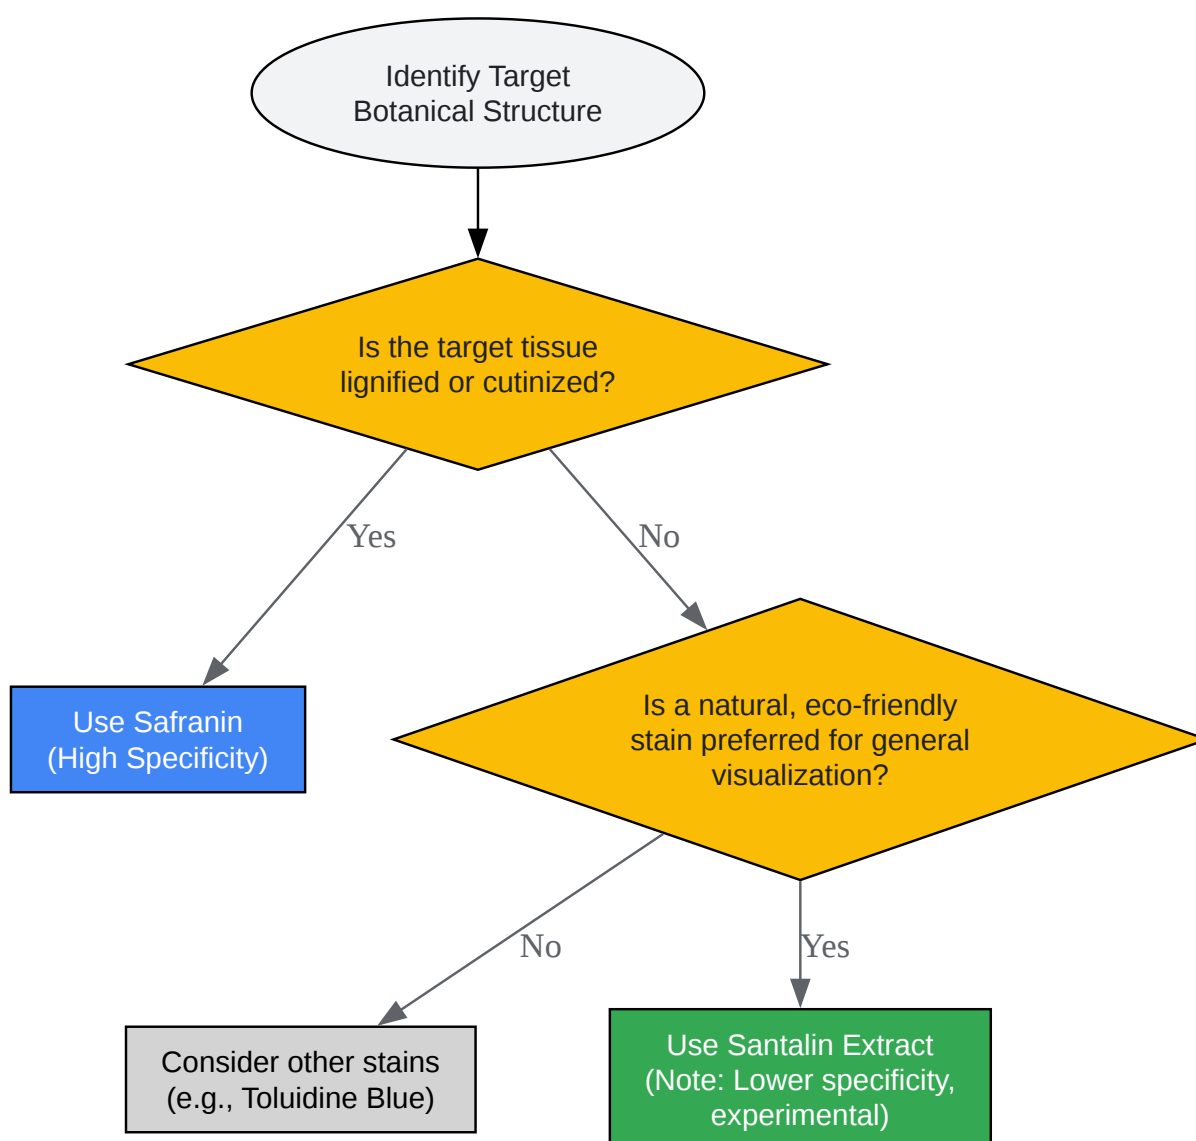 Identify Target
Botanical Structure
Is the target tissue
lignified or cutinized?
Yes
No
Use Safranin
(High Specificity)
Is a natural, eco-friendly
stain preferred for general
visualization?
No
Yes
Consider other stains
(e.g., Toluidine Blue)
Use Santalin Extract
(Note: Lower specificity,
experimental)